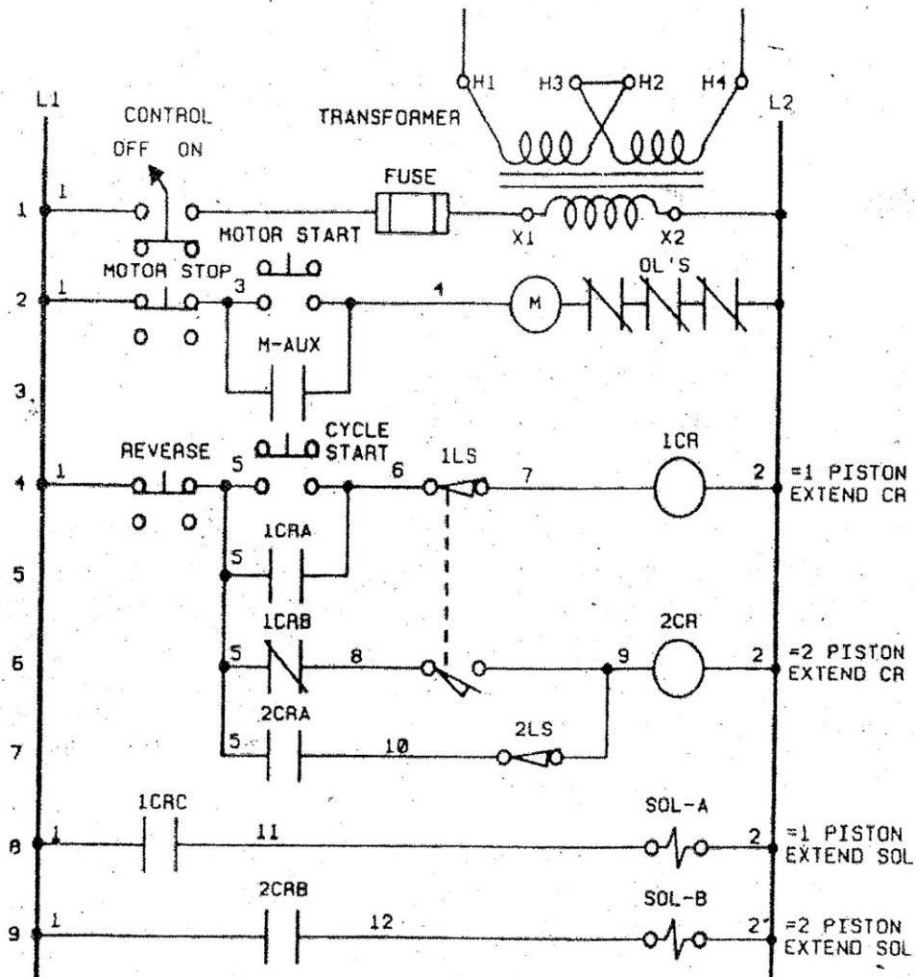 H1 H3 H2 H4
L1 L2
CONTROL
OFF ON
TRANSFORMER
FUSE
1 1
X1 X2
MOTOR START
MOTOR STOP
OL'S
2 1 3 4 M
M-AUX
3
CYCLE
START
REVERSE
1LS 1CR
4 1 5 6 7 2 =1 PISTON
EXTEND CR
1CRA
5 5
1CRB 2CR
6 5 8 9 2 =2 PISTON
EXTEND CR
2CRA 2LS
7 5 10
1CRC SOL-A
8 1 11 2 =1 PISTON
EXTEND SOL
2CRB SOL-B
9 1 12 2 =2 PISTON
EXTEND SOL